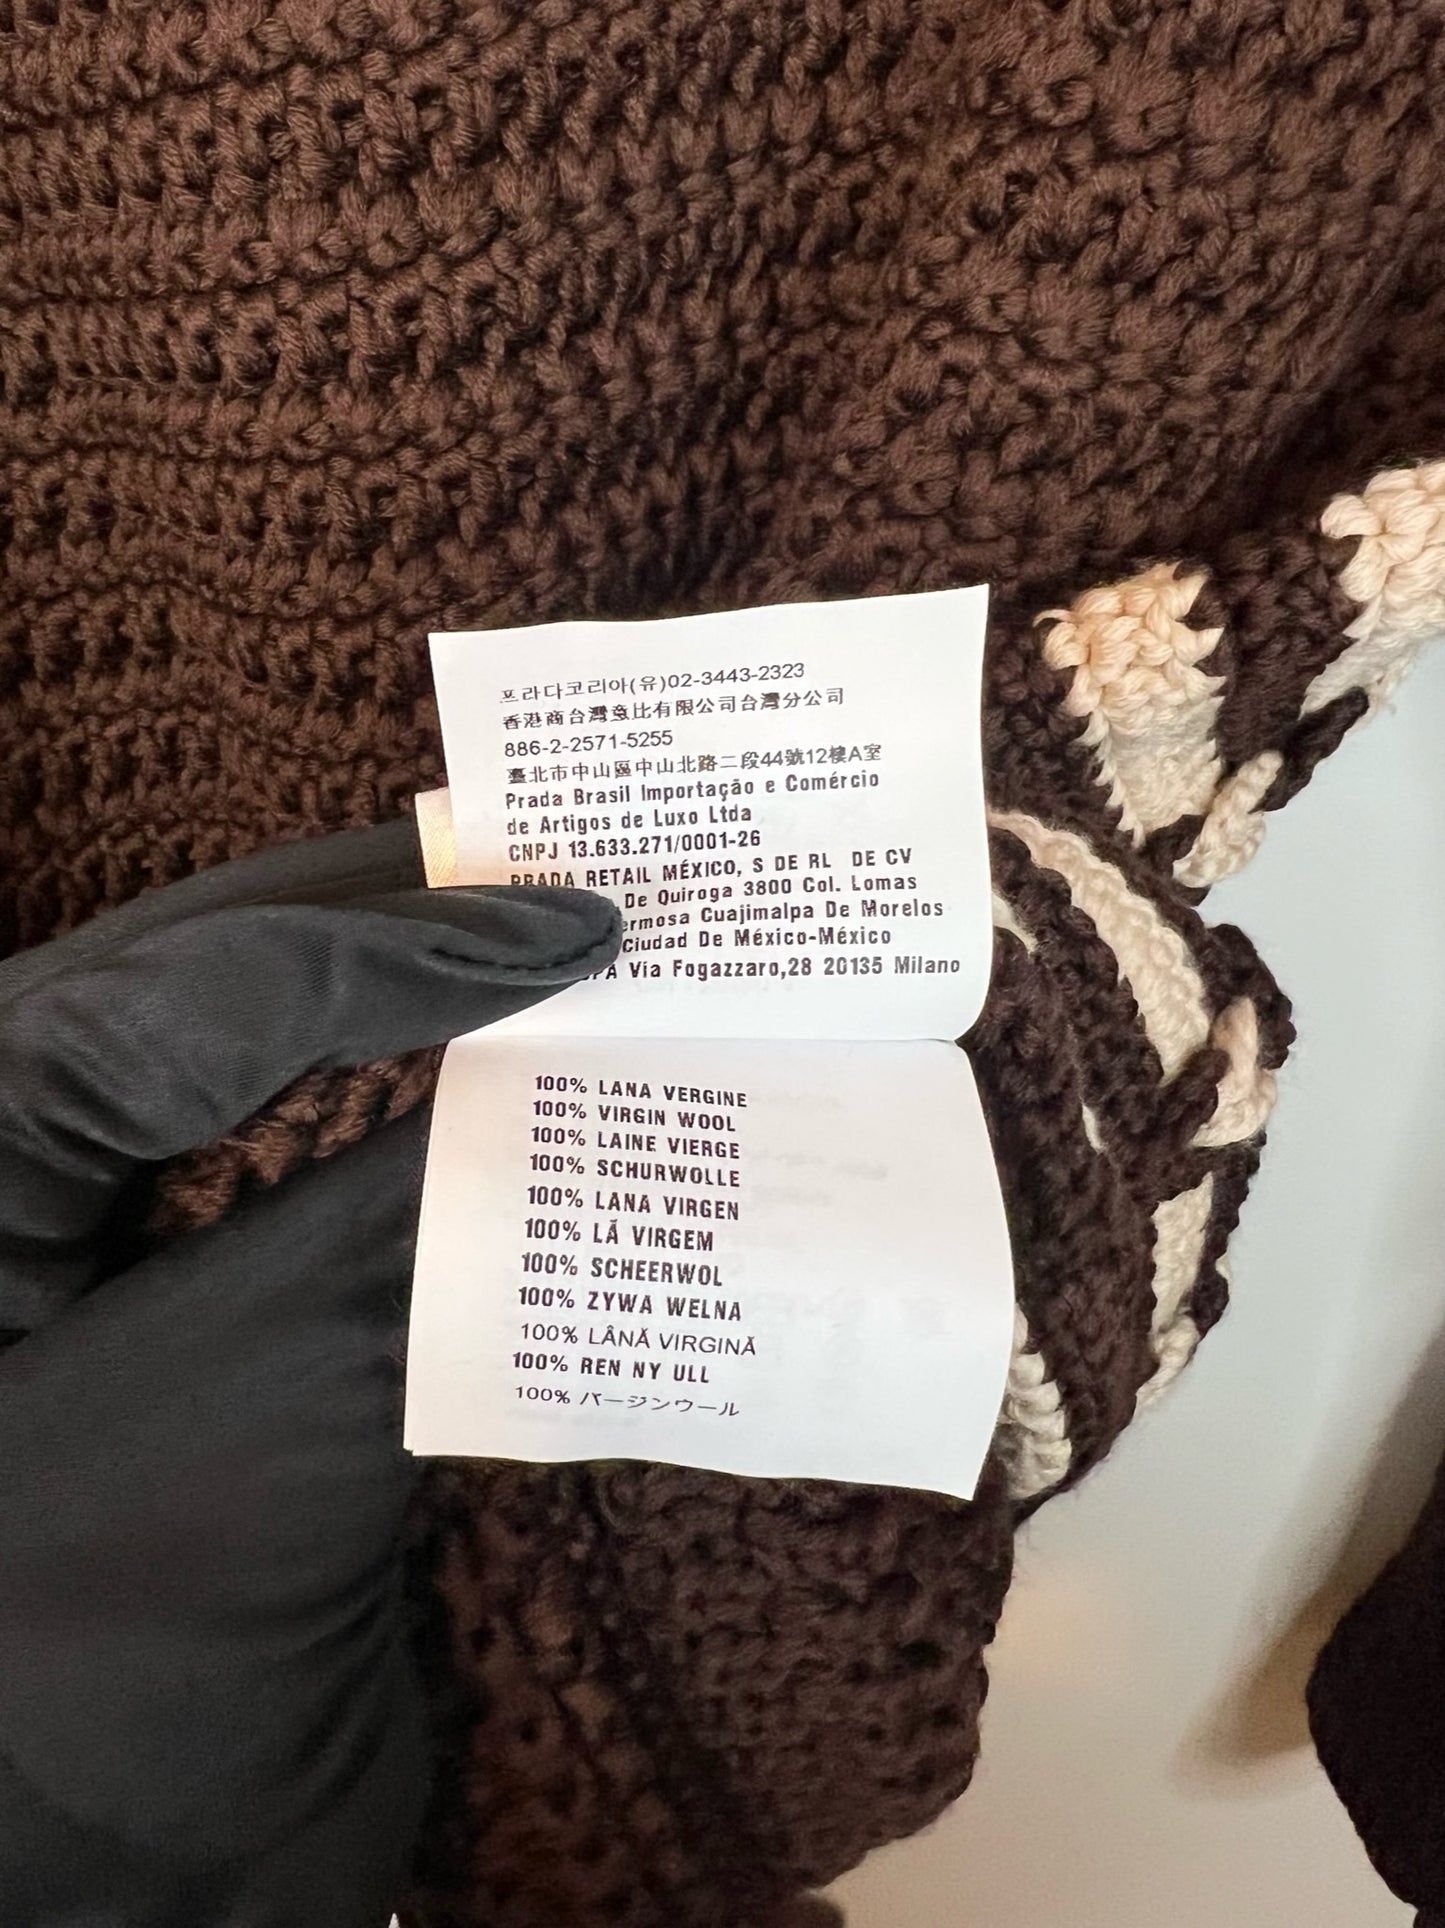 프라다코리아(유)02-3443-2323
香港商台灣意比有限公司台灣分公司
886-2-2571-5255
臺北市中山區中山北路二段44號12樓A室
Prada Brasil Importação e Comércio
de Artigos de Luxo Ltda
CNPJ 13.633.271/0001-26
PRADA RETAIL MÉXICO, S DE RL DE CV
De Quiroga 3800 Col. Lomas
Cuajimalpa De Morelos
Ciudad De México-México
Via Fogazzaro,28 20135 Milano
100% LANA VERGINE
100% VIRGIN WOOL
100% LAINE VIERGE
100% SCHURWOLLE
100% LANA VIRGEN
100% LÃ VIRGEM
100% SCHEERWOL
100% ZYWA WELNA
100% LÂNĂ VIRGINĂ
100% REN NY ULL
100% バージンウール